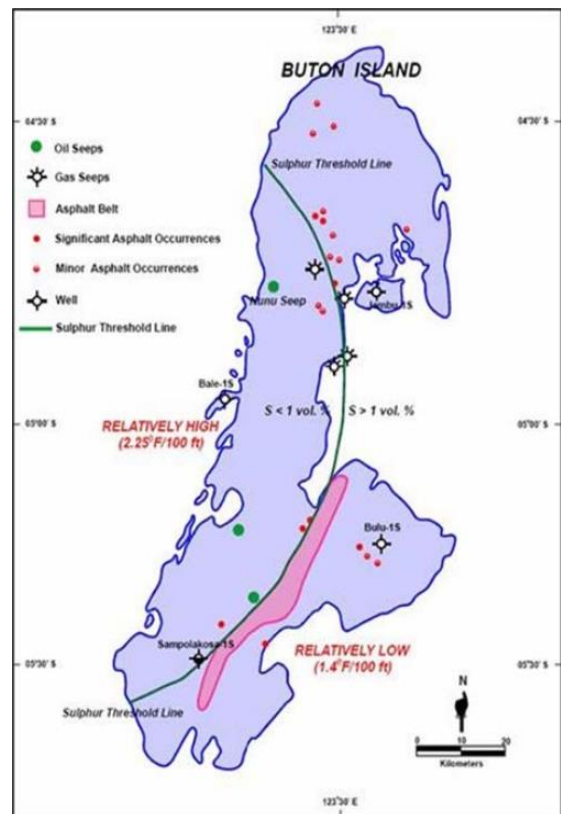 123°30' E
BUTON ISLAND
04°30' S
04°30' S
Oil Seeps
Sulphur Threshold Line
Gas Seeps
Asphalt Belt
Significant Asphalt Occurrences
Minor Asphalt Occurrences
Nunu Seep
Jambu-1S
Well
Sulphur Threshold Line
Bale-1S
S < 1 vol. %
S > 1 vol. %
RELATIVELY HIGH
(2.25°F/100 ft)
05°00' S
05°00' S
Bulu-1S
Sampolakosa-1S
RELATIVELY LOW
(1.4°F/100 ft)
05°30' S
05°30' S
N
Sulphur Threshold Line
0
10
20
Kilometers
123°30' E